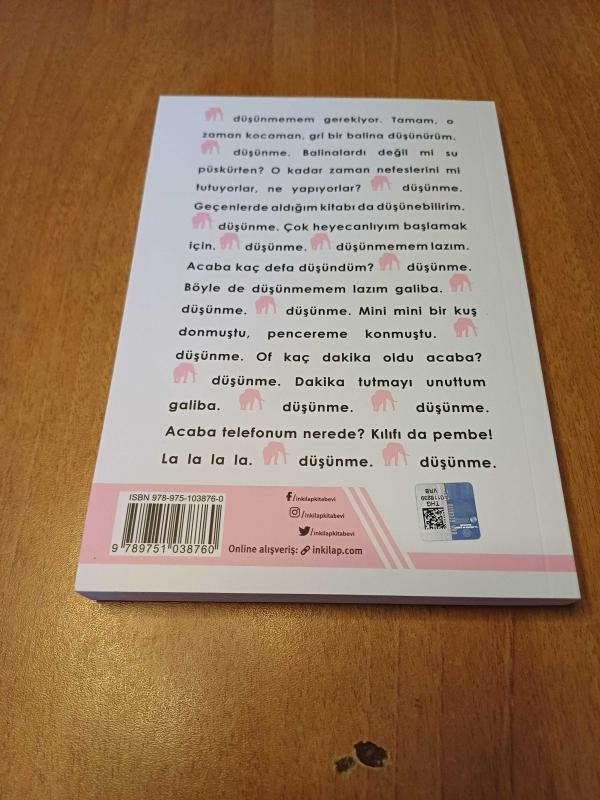 düşünmemem gerekiyor. Tamam, o
zaman kocaman, gri bir balina düşünürüm.
düşünme. Balinalardı değil mi su
püskürten? O kadar zaman nefeslerini mi
tutuyorlar, ne yapıyorlar? düşünme.
Geçenlerde aldığım kitabı da düşünebilirim.
düşünme. Çok heyecanlıyım başlamak
için. düşünme. düşünmemem lazım.
Acaba kaç defa düşündüm? düşünme.
Böyle de düşünmemem lazım galiba.
düşünme. düşünme. Mini mini bir kuş
donmuştu, pencereme konmuştu.
düşünme. Of kaç dakika oldu acaba?
düşünme. Dakika tutmayı unuttum
galiba. düşünme. düşünme.
Acaba telefonum nerede? Kılıfı da pembe!
La la la la. düşünme. düşünme.
ISBN 978-975-103876-0
9 789751 038760
/inkilapkitabevi
/inkilapkitabevi
/inkilapkitabevi
Online alışveriş: inkilap.com
THG
VRB